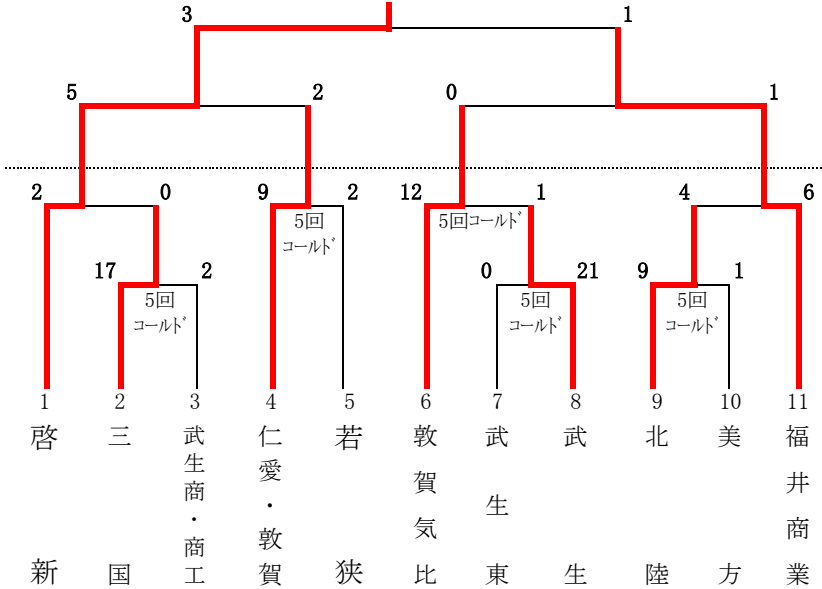 3 1
5 2 0 1
2 0 9 2 12 1 4 6
5回
コールド
5回コールド
17 2 0 21 9 1
5回
コールド
5回
コールド
5回
コールド
1 2 3 4 5 6 7 8 9 10 11
啓新
三国
武生商・商工
仁愛・敦賀
若狭
敦賀気比
武生東
武生
北陸
美方
福井商業